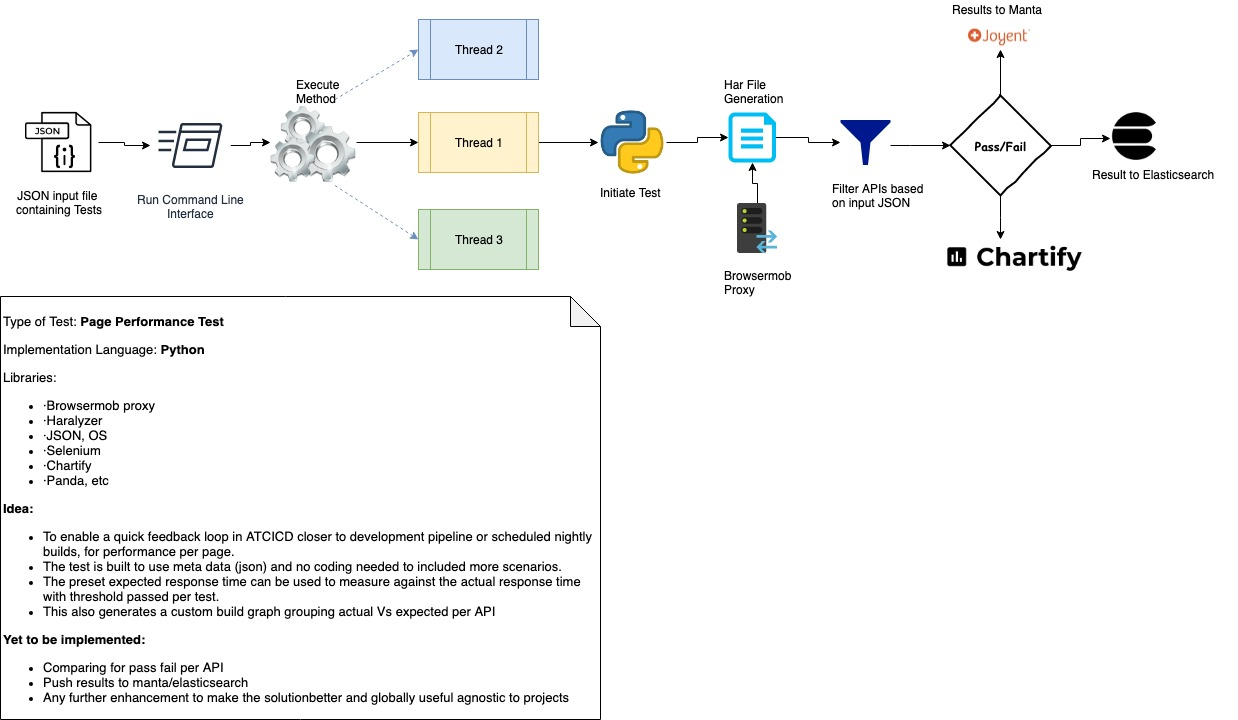 Results to Manta
Joyent
Thread 2
Execute
Method
Har File
Generation
JSON
{i}
Thread 1
Pass/Fail
Result to Elasticsearch
JSON input file
containing Tests
Run Command Line
Interface
Initiate Test
Filter APIs based
on input JSON
Thread 3
Browsermob
Proxy
Chartify
Type of Test: Page Performance Test
Implementation Language: Python
Libraries:
• ·Browsermob proxy
• ·Haralyzer
• ·JSON, OS
• ·Selenium
• ·Chartify
• ·Panda, etc
Idea:
• To enable a quick feedback loop in ATCICD closer to development pipeline or scheduled nightly
builds, for performance per page.
• The test is built to use meta data (json) and no coding needed to included more scenarios.
• The preset expected response time can be used to measure against the actual response time
with threshold passed per test.
• This also generates a custom build graph grouping actual Vs expected per API
Yet to be implemented:
• Comparing for pass fail per API
• Push results to manta/elasticsearch
• Any further enhancement to make the solutionbetter and globally useful agnostic to projects